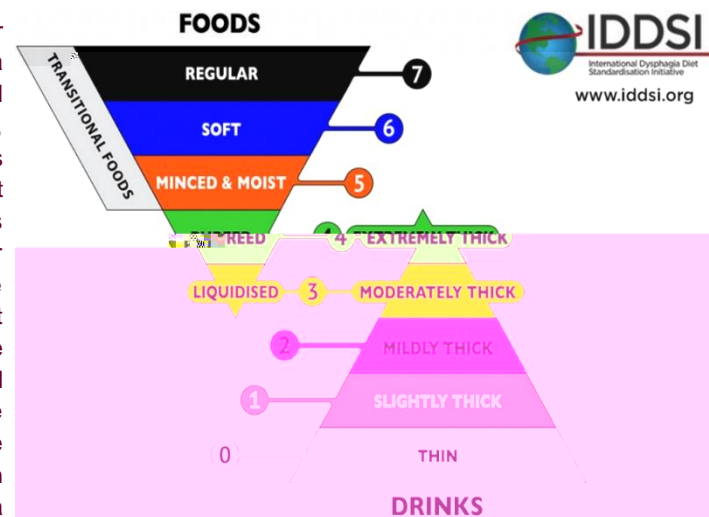 FOODS
IDDSI
International Dysphagia Diet
Standardisation Initiative
www.iddsi.org
TRANSITIONAL FOODS
REGULAR
7
SOFT
6
MINCED & MOIST
5
4
EXTREMELY THICK
LIQUIDISED
3
MODERATELY THICK
2
MILDLY THICK
1
SLIGHTLY THICK
0
THIN
DRINKS